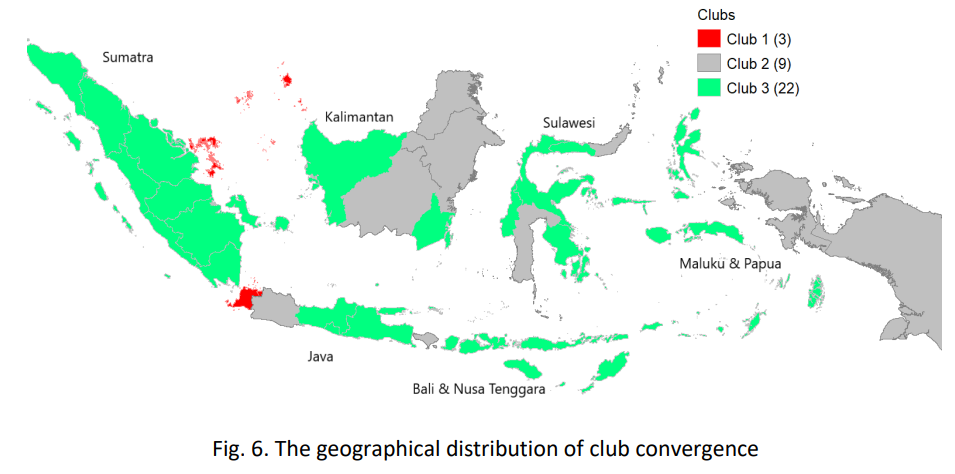 Clubs
Club 1 (3)
Club 2 (9)
Club 3 (22)
Sumatra
Kalimantan
Sulawesi
Maluku & Papua
Java
Bali & Nusa Tenggara
Fig. 6. The geographical distribution of club convergence